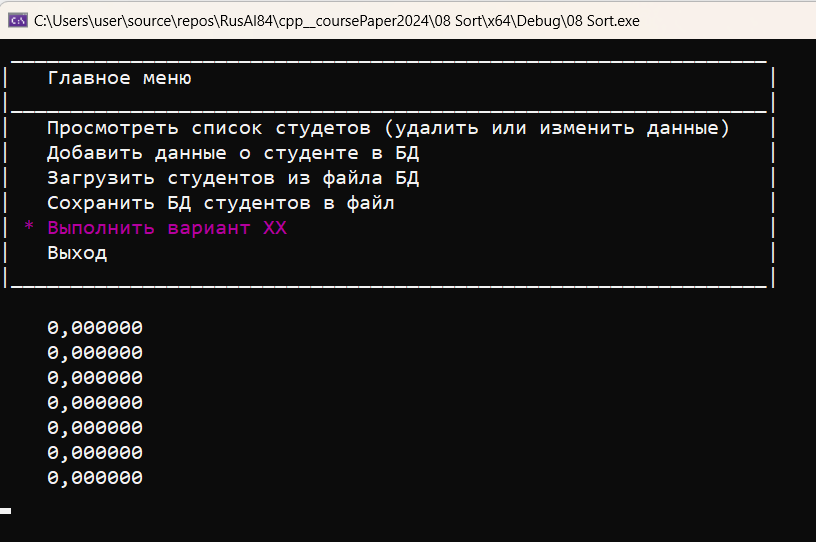 C:\Users\user\source\repos\RusAl84\cpp__coursePaper2024\08 Sort\x64\Debug\08 Sort.exe
Главное меню
Просмотреть список студетов (удалить или изменить данные)
Добавить данные о студенте в БД
Загрузить студентов из файла БД
Сохранить БД студентов в файл
* Выполнить вариант XX
Выход
0,000000
0,000000
0,000000
0,000000
0,000000
0,000000
0,000000